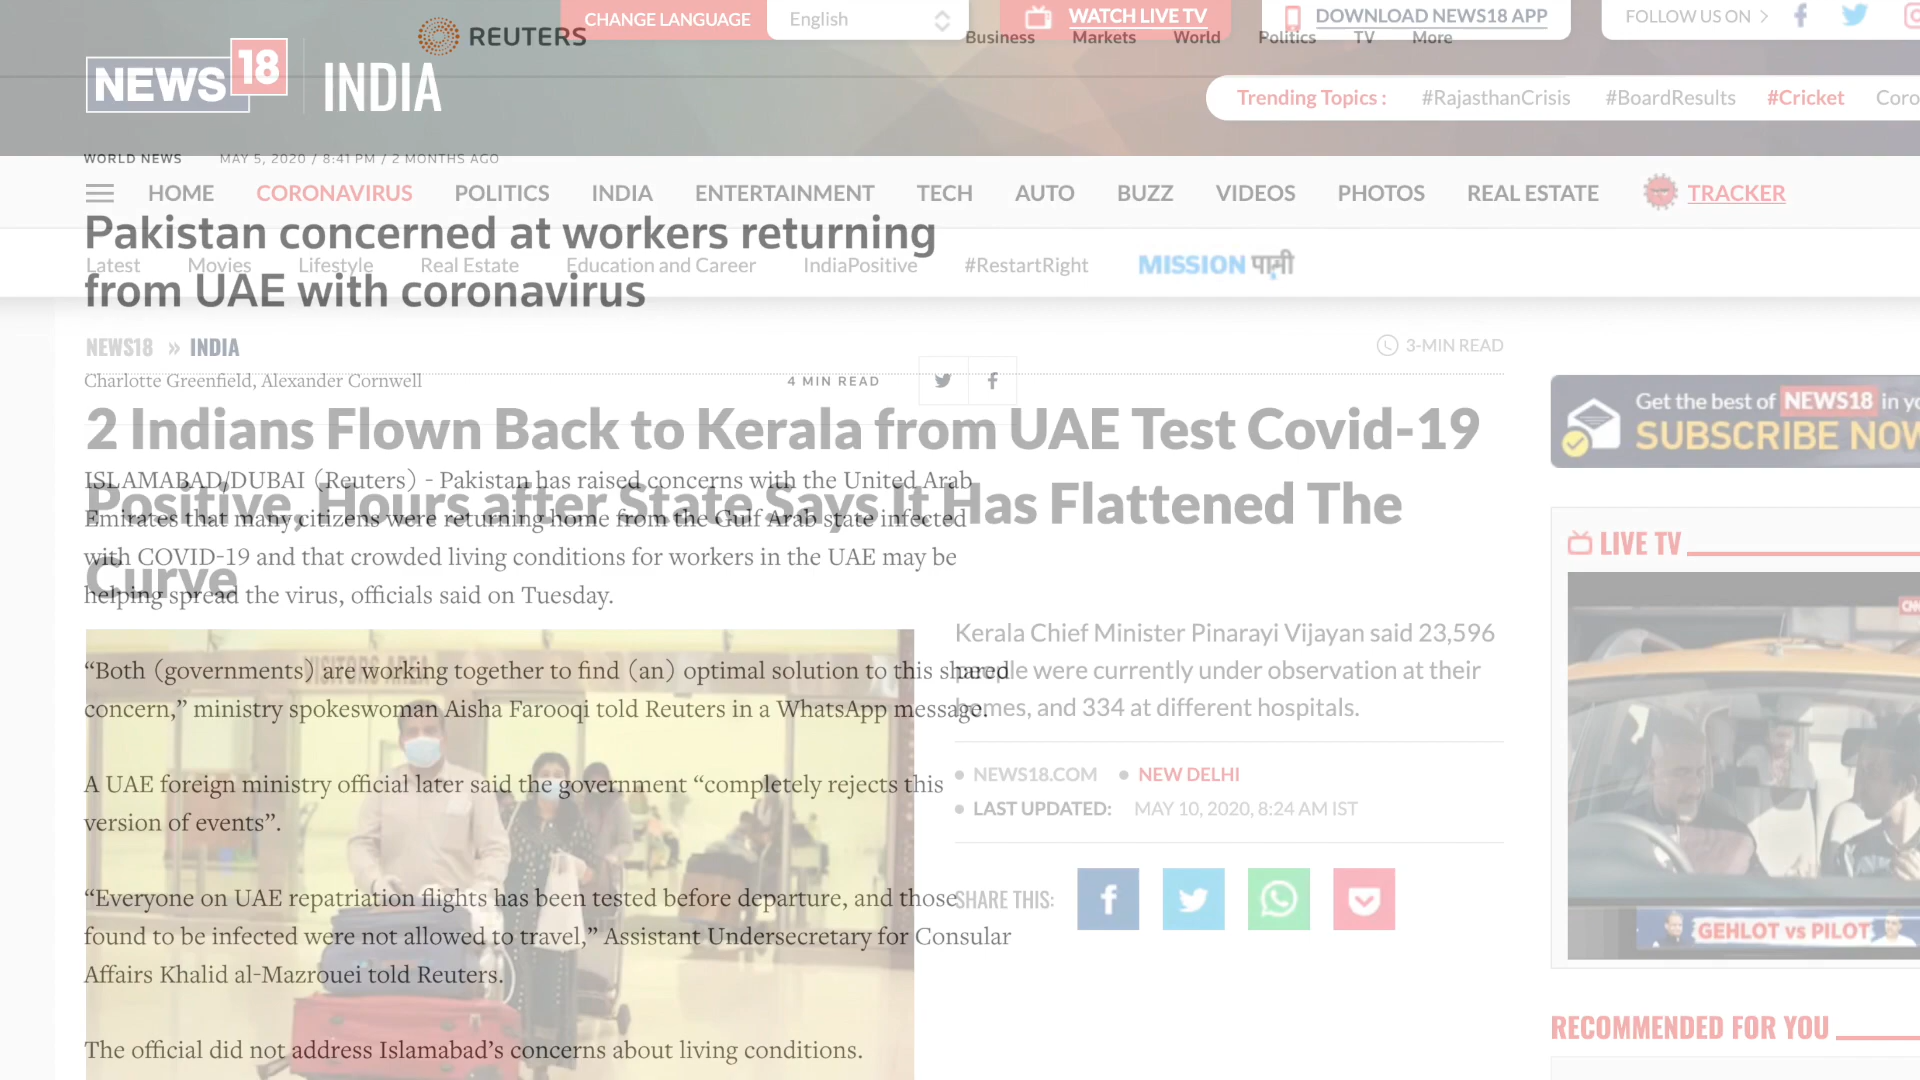 REUTERS
CHANGE LANGUAGE
English
WATCH LIVE TV
DOWNLOAD NEWS18 APP
FOLLOW US ON
Business Markets World Politics TV More
NEWS 18 INDIA
Trending Topics : #RajasthanCrisis #BoardResults #Cricket Coro
WORLD NEWS MAY 5, 2020 / 8:41 PM / 2 MONTHS AGO
HOME CORONAVIRUS POLITICS INDIA ENTERTAINMENT TECH AUTO BUZZ VIDEOS PHOTOS REAL ESTATE TRACKER
Pakistan concerned at workers returning
from UAE with coronavirus
Latest Movies Lifestyle Real Estate Education and Career IndiaPositive #RestartRight MISSION पानी
NEWS18 » INDIA
3-MIN READ
Charlotte Greenfield, Alexander Cornwell
4 MIN READ
2 Indians Flown Back to Kerala from UAE Test Covid-19
Positive, Hours after State Says It Has Flattened The
Curve
ISLAMABAD/DUBAI (Reuters) - Pakistan has raised concerns with the United Arab
Emirates that many citizens were returning home from the Gulf Arab state infected
with COVID-19 and that crowded living conditions for workers in the UAE may be
helping spread the virus, officials said on Tuesday.
VISITORS AREA
“Both (governments) are working together to find (an) optimal solution to this shared
concern,” ministry spokeswoman Aisha Farooqi told Reuters in a WhatsApp message.
A UAE foreign ministry official later said the government “completely rejects this
version of events”.
“Everyone on UAE repatriation flights has been tested before departure, and those
found to be infected were not allowed to travel,” Assistant Undersecretary for Consular
Affairs Khalid al-Mazrouei told Reuters.
The official did not address Islamabad’s concerns about living conditions.
Kerala Chief Minister Pinarayi Vijayan said 23,596
people were currently under observation at their
homes, and 334 at different hospitals.
NEWS18.COM NEW DELHI
LAST UPDATED: MAY 10, 2020, 8:24 AM IST
SHARE THIS:
Get the best of NEWS18 in yo
SUBSCRIBE NOW
LIVE TV
CN
GEHLOT vs PILOT
RECOMMENDED FOR YOU